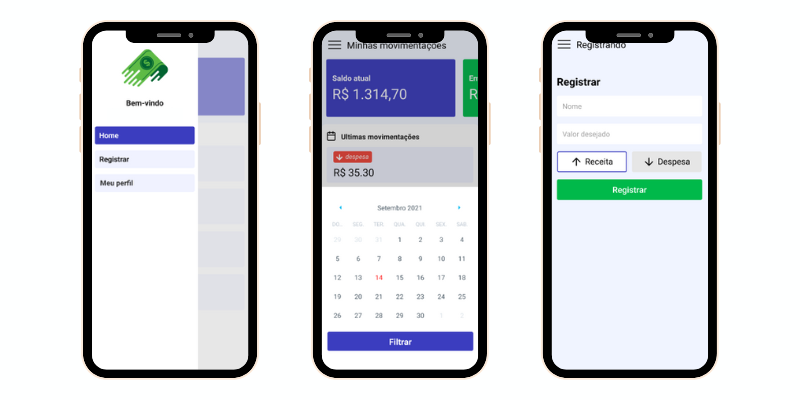 Bem-vindo
Home
Registrar
Meu perfil
Minhas movimentações
Saldo atual
R$ 1.314,70
En
R
Ultimas movimentações
despesa
R$ 35.30
Setembro 2021
DOM. SEG. TER. QUA. QUI. SEX. SÁB.
29 30 31 1 2 3 4
5 6 7 8 9 10 11
12 13 14 15 16 17 18
19 20 21 22 23 24 25
26 27 28 29 30 1 2
Filtrar
Registrando
Registrar
Nome
Valor desejado
Receita
Despesa
Registrar